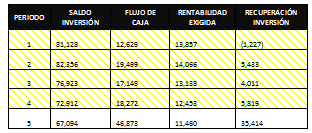 PERIODO SALDO INVERSIÓN FLUJO DE CAJA RENTABILIDAD EXIGIDA RECUPERACIÓN INVERSIÓN
1 81,128 12,629 13,857 (1,227)
2 82,356 19,499 14,066 5,433
3 76,923 17,149 13,138 4,011
4 72,912 18,272 12,453 5,819
5 67,094 46,873 11,460 35,414